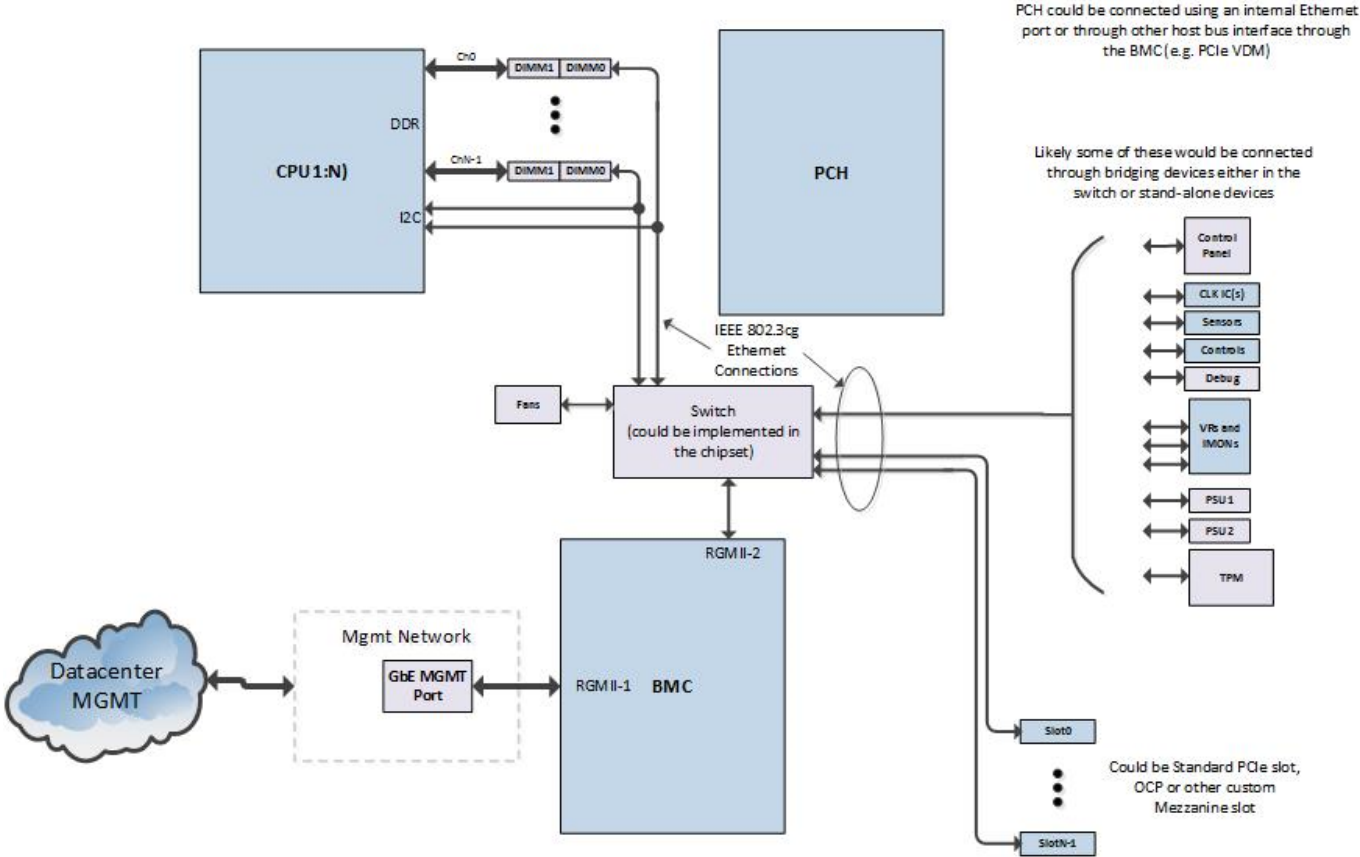 PCH could be connected using an internal Ethernet
port or through other host bus interface through
the BMC (e.g. PCIe VDM)
Ch0
DIMM1
DIMM0
DDR
CPU 1:N)
ChN-1
DIMM1
DIMM0
I2C
PCH
Likely some of these would be connected
through bridging devices either in the
switch or stand-alone devices
Control
Panel
CLK IC(s)
Sensors
Controls
Debug
VRs and
IMONs
PSU 1
PSU 2
TPM
IEEE 802.3cg
Ethernet
Connections
Fans
Switch
(could be implemented in
the chipset)
RGMII-2
Mgmt Network
Datacenter
MGMT
GbE MGMT
Port
RGMII-1
BMC
Slot0
Could be Standard PCIe slot,
OCP or other custom
Mezzanine slot
SlotN-1